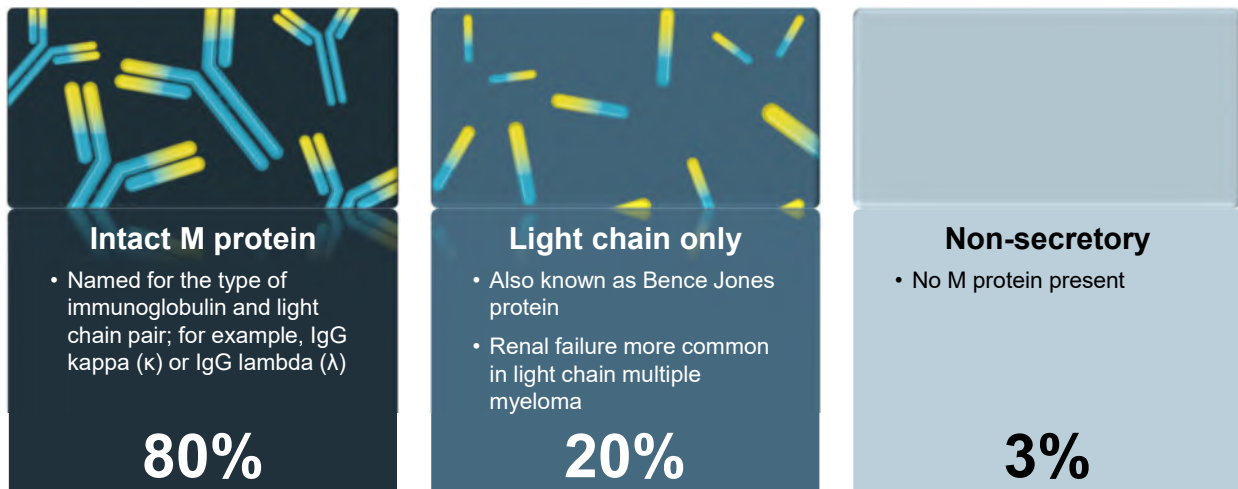 Intact M protein
• Named for the type of
immunoglobulin and light
chain pair; for example, IgG
kappa (κ) or IgG lambda (λ)
80%
Light chain only
• Also known as Bence Jones
protein
• Renal failure more common
in light chain multiple
myeloma
20%
Non-secretory
• No M protein present
3%